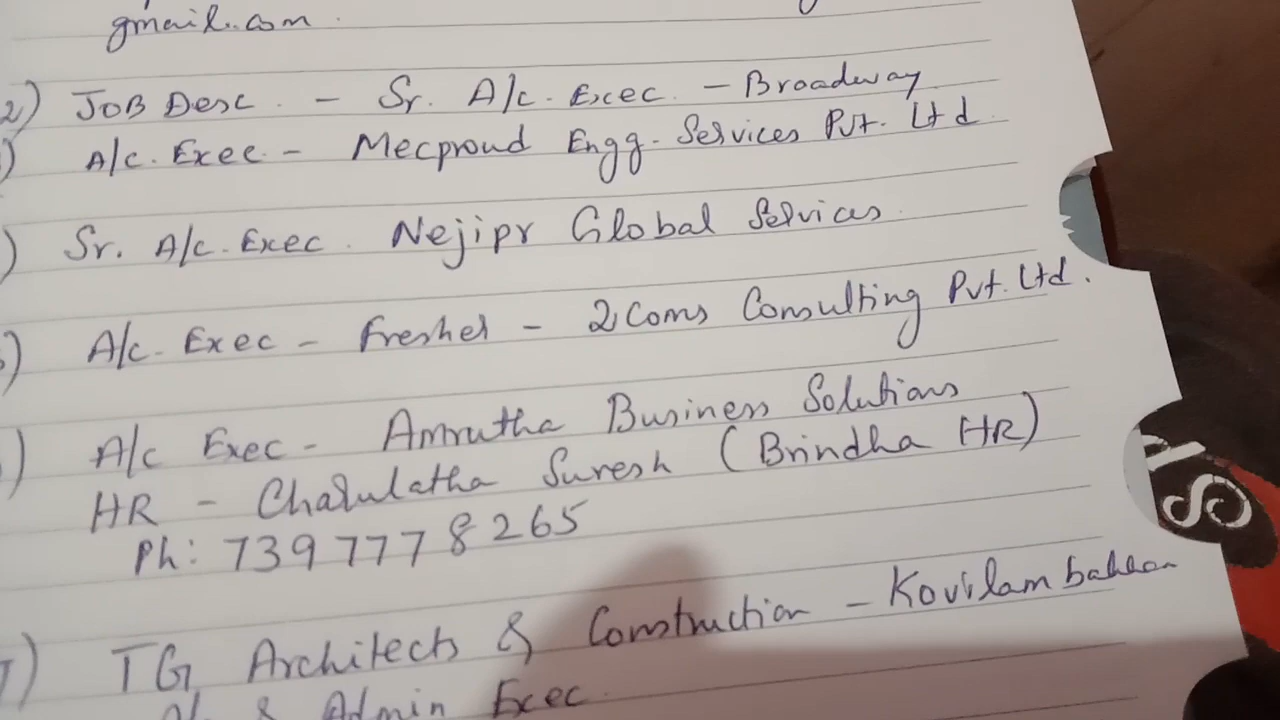 gmail.com.
2) JOB Desc. - Sr. A/c. Exec. - Broadway
) A/c. Exec. - Mecproud Engg. Services Pvt. Ltd
) Sr. A/c. Exec. Nejipr Global Services.
) A/c. Exec - Fresher - 2Coms Consulting Pvt. Ltd.
) A/c Exec - Amrutha Business Solutions
HR - Charulatha Suresh (Brindha HR)
Ph: 7397778265
7) TG Architects & Construction - Kovilambakkam
& Admin Exec.